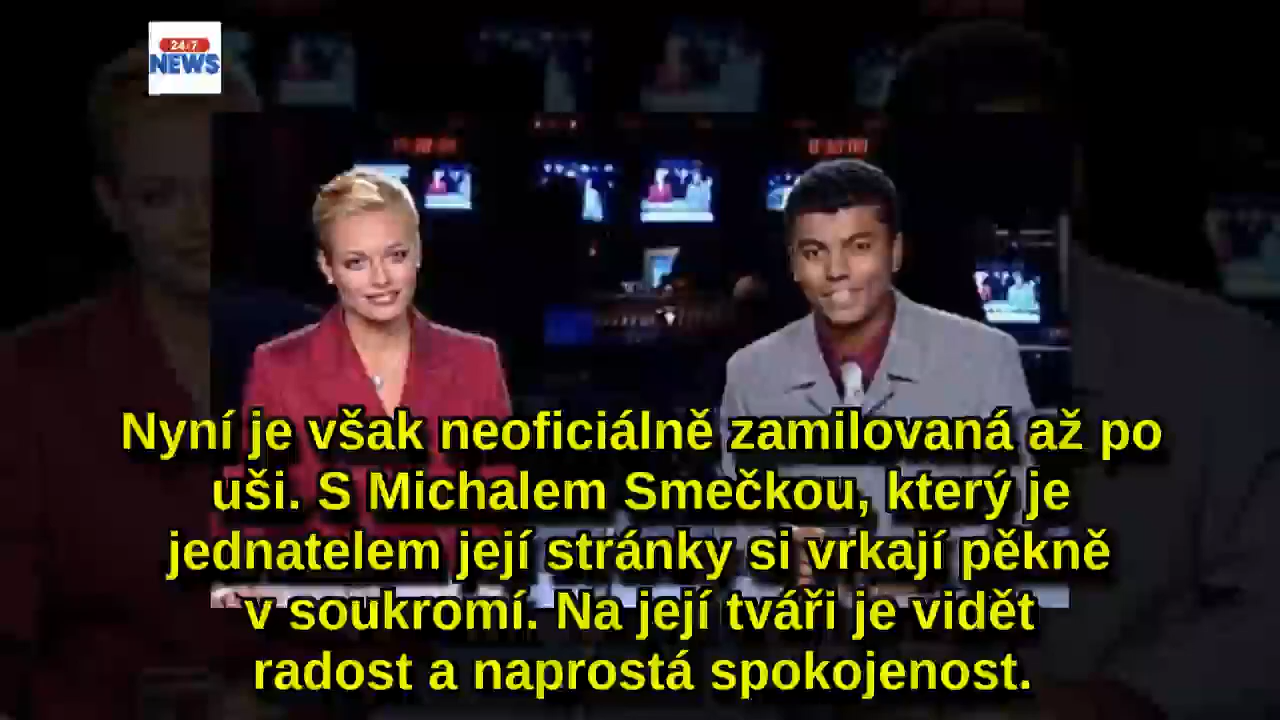 24/7
NEWS
Nyní je však neoficiálně zamilovaná až po
uši. S Michalem Smečkou, který je
jednatelem její stránky si vrkají pěkně
v soukromí. Na její tváři je vidět
radost a naprostá spokojenost.